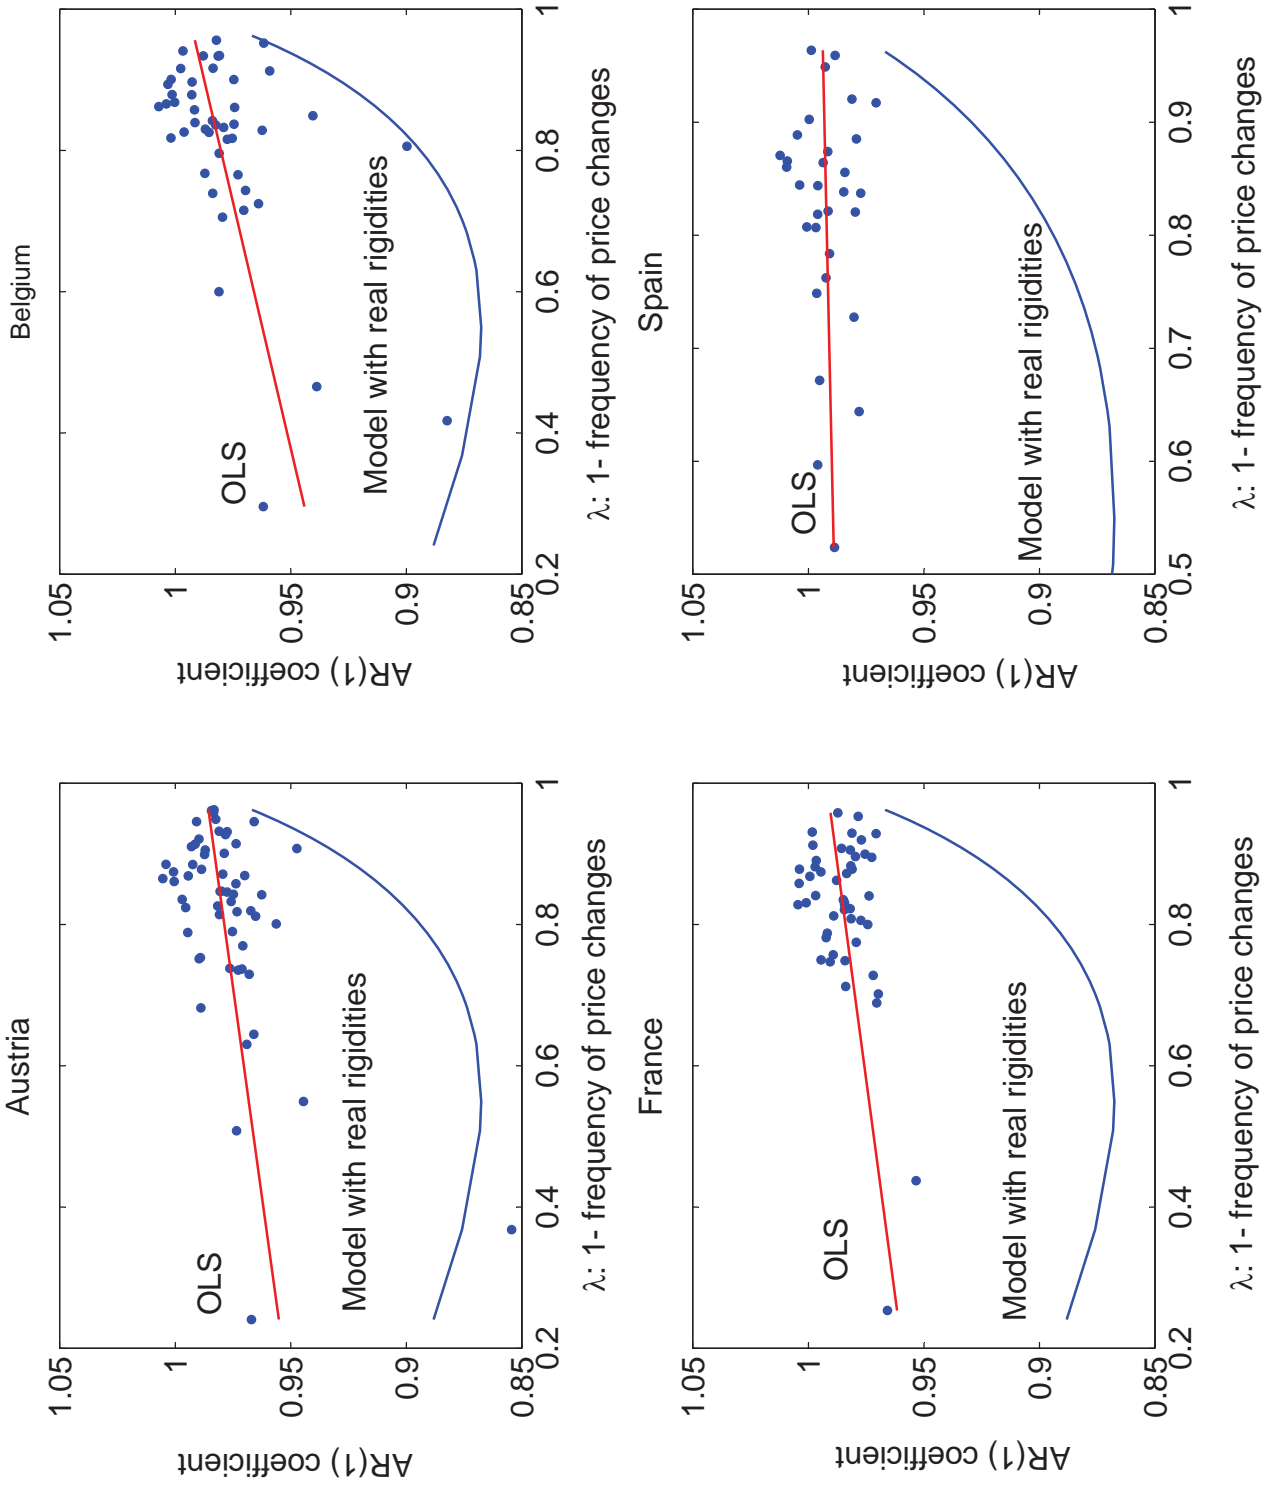 Austria
1.05
1
0.95
0.9
0.85
AR(1) coefficient
OLS
Model with real rigidities
0.2
0.4
0.6
0.8
1
λ: 1- frequency of price changes
Belgium
1.05
1
0.95
0.9
0.85
AR(1) coefficient
OLS
Model with real rigidities
0.2
0.4
0.6
0.8
1
λ: 1- frequency of price changes
France
1.05
1
0.95
0.9
0.85
AR(1) coefficient
OLS
Model with real rigidities
0.2
0.4
0.6
0.8
1
λ: 1- frequency of price changes
Spain
1.05
1
0.95
0.9
0.85
AR(1) coefficient
OLS
Model with real rigidities
0.5
0.6
0.7
0.8
0.9
1
λ: 1- frequency of price changes